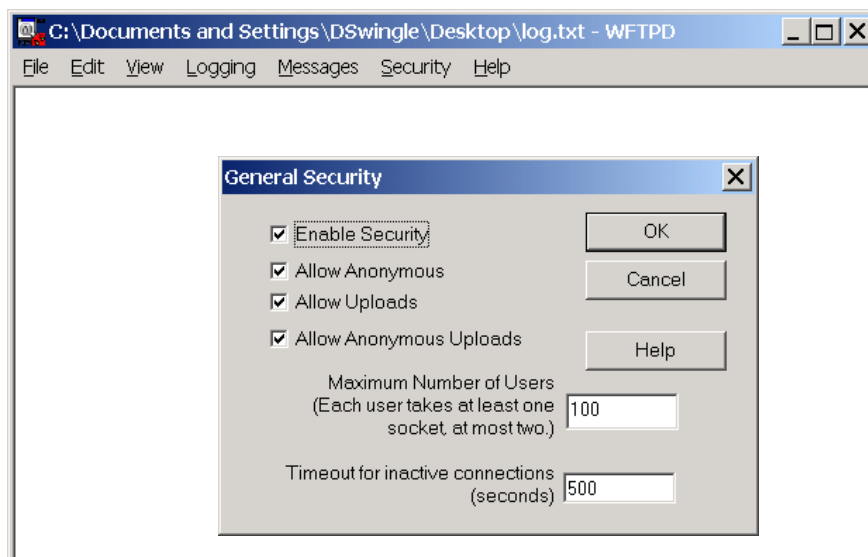 C:\Documents and Settings\DSwingle\Desktop\log.txt - WFTPD
File Edit View Logging Messages Security Help
General Security
Enable Security
OK
Allow Anonymous
Cancel
Allow Uploads
Allow Anonymous Uploads
Help
Maximum Number of Users
(Each user takes at least one
socket, at most two.)
100
Timeout for inactive connections
(seconds)
500